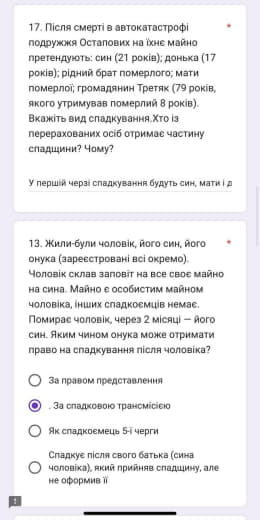 17. Після смерті в автокатастрофі *
подружжя Остапових на їхнє майно
претендують: син (21 років); донька (17
років); рідний брат померлого; мати
померлої; громадянин Третяк (79 років,
якого утримував померлий 8 років).
Вкажіть вид спадкування.Хто із
перерахованих осіб отримає частину
спадщини? Чому?
У першій черзі спадкування будуть син, мати і д
13. Жили-були чоловік, його син, його *
онука (зареєстровані всі окремо).
Чоловік склав заповіт на все своє майно
на сина. Майно є особистим майном
чоловіка, інших спадкоємців немає.
Помирає чоловік, через 2 місяці — його
син. Яким чином онука може отримати
право на спадкування після чоловіка?
За правом представлення
. За спадковою трансмісією
Як спадкоємець 5-ї черги
Спадкує після свого батька (сина
чоловіка), який прийняв спадщину, але
не оформив її